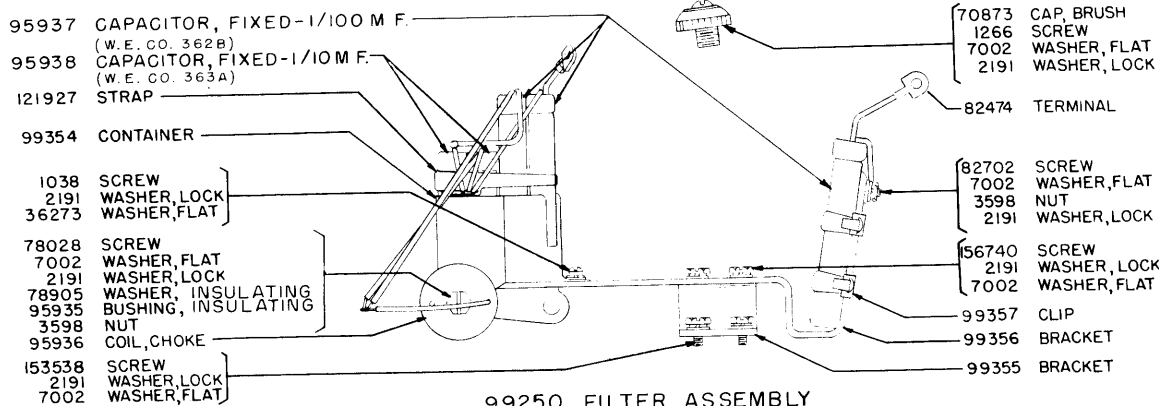 95937 CAPACITOR, FIXED-1/100 M F.
(W.E. CO. 362B)
95938 CAPACITOR, FIXED-1/10 M F.
(W.E. CO. 363A)
121927 STRAP
99354 CONTAINER
1038 SCREW
2191 WASHER, LOCK
36273 WASHER, FLAT
78028 SCREW
7002 WASHER, FLAT
2191 WASHER, LOCK
78905 WASHER, INSULATING
95935 BUSHING, INSULATING
3598 NUT
95936 COIL, CHOKE
153538 SCREW
2191 WASHER, LOCK
7002 WASHER, FLAT
70873 CAP, BRUSH
1266 SCREW
7002 WASHER, FLAT
2191 WASHER, LOCK
82474 TERMINAL
82702 SCREW
7002 WASHER, FLAT
3598 NUT
2191 WASHER, LOCK
156740 SCREW
2191 WASHER, LOCK
7002 WASHER, FLAT
99357 CLIP
99356 BRACKET
99355 BRACKET
99250 FILTER ASSEMBLY